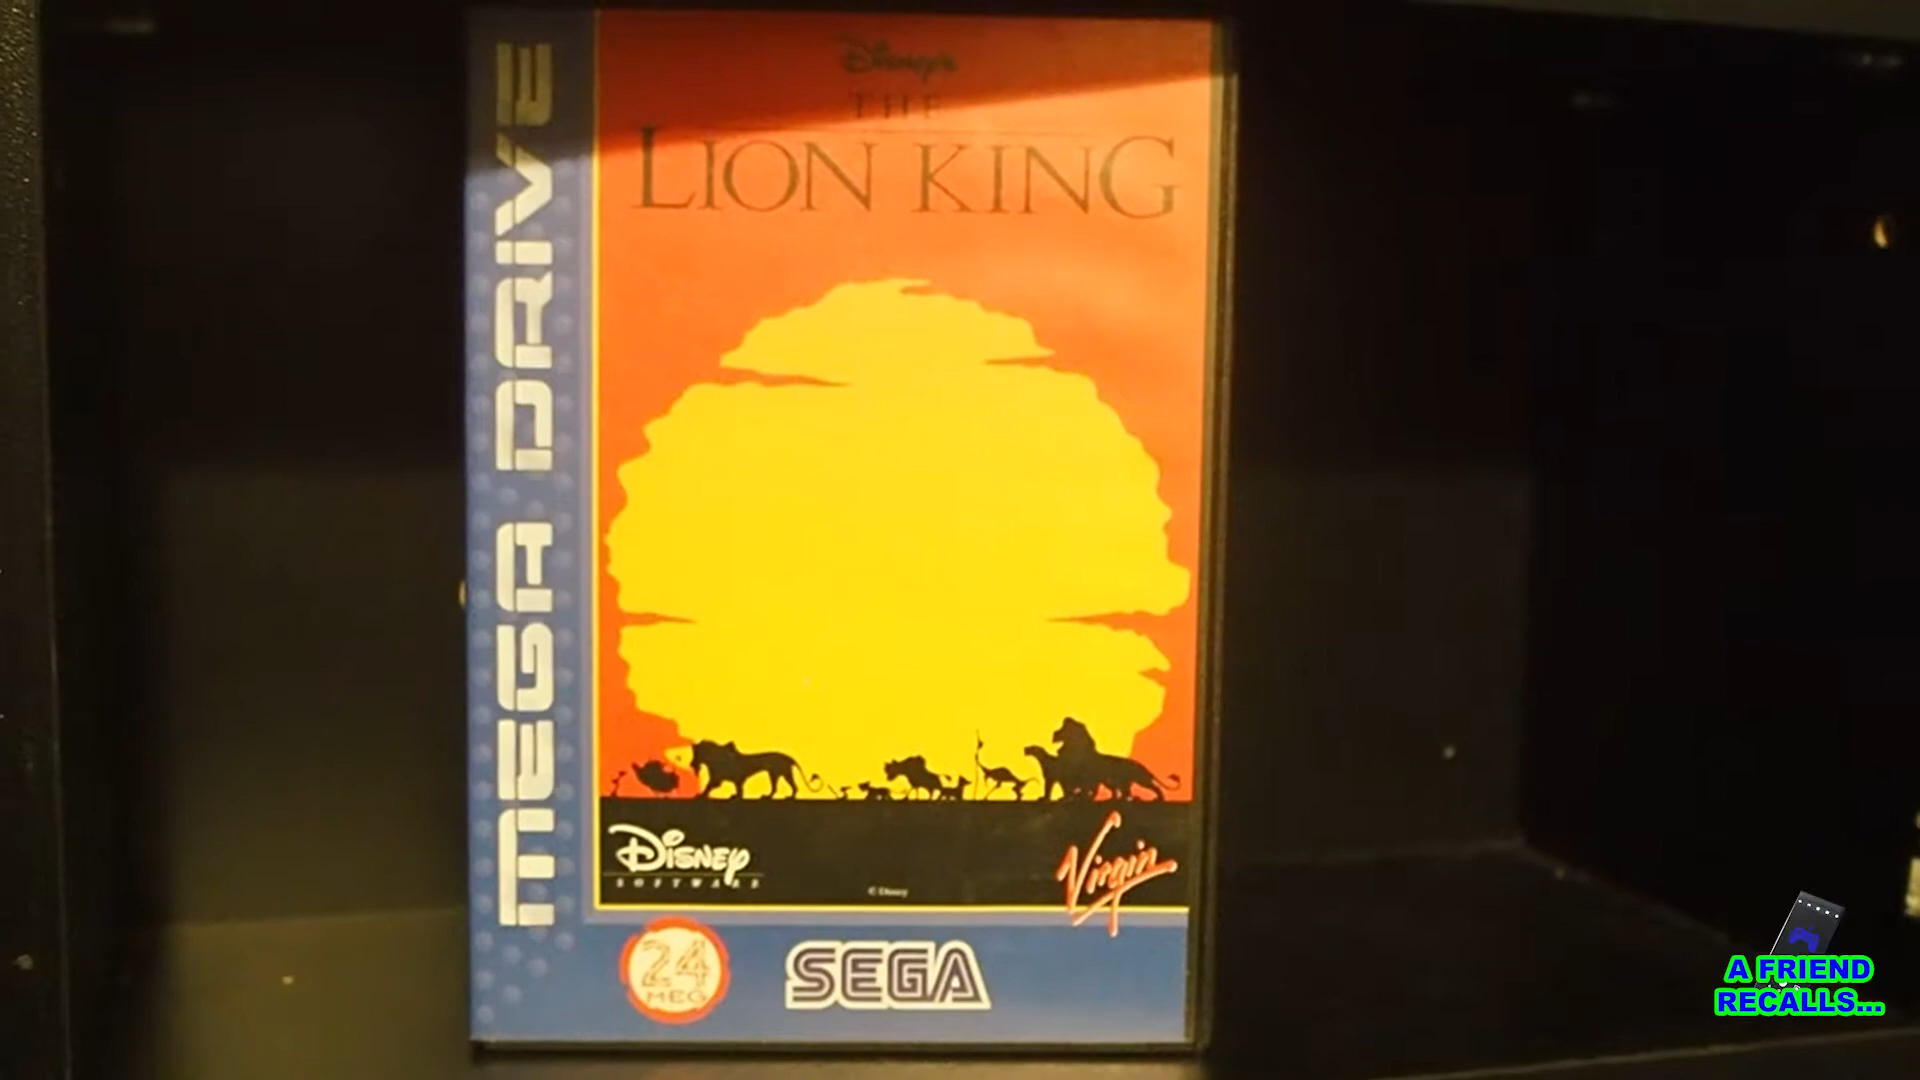 MEGA DRIVE
Disney's
THE
LION KING
Disney
SOFTWARE
© Disney
Virgin
24
MEG
SEGA
A FRIEND
RECALLS...